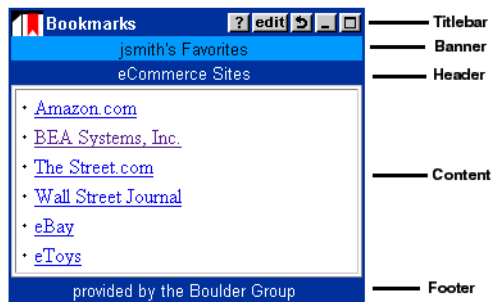 Bookmarks ? edit Titlebar
jsmith's Favorites Banner
eCommerce Sites Header
· Amazon.com
· BEA Systems, Inc.
· The Street.com
· Wall Street Journal
· eBay
· eToys
Content
provided by the Boulder Group Footer